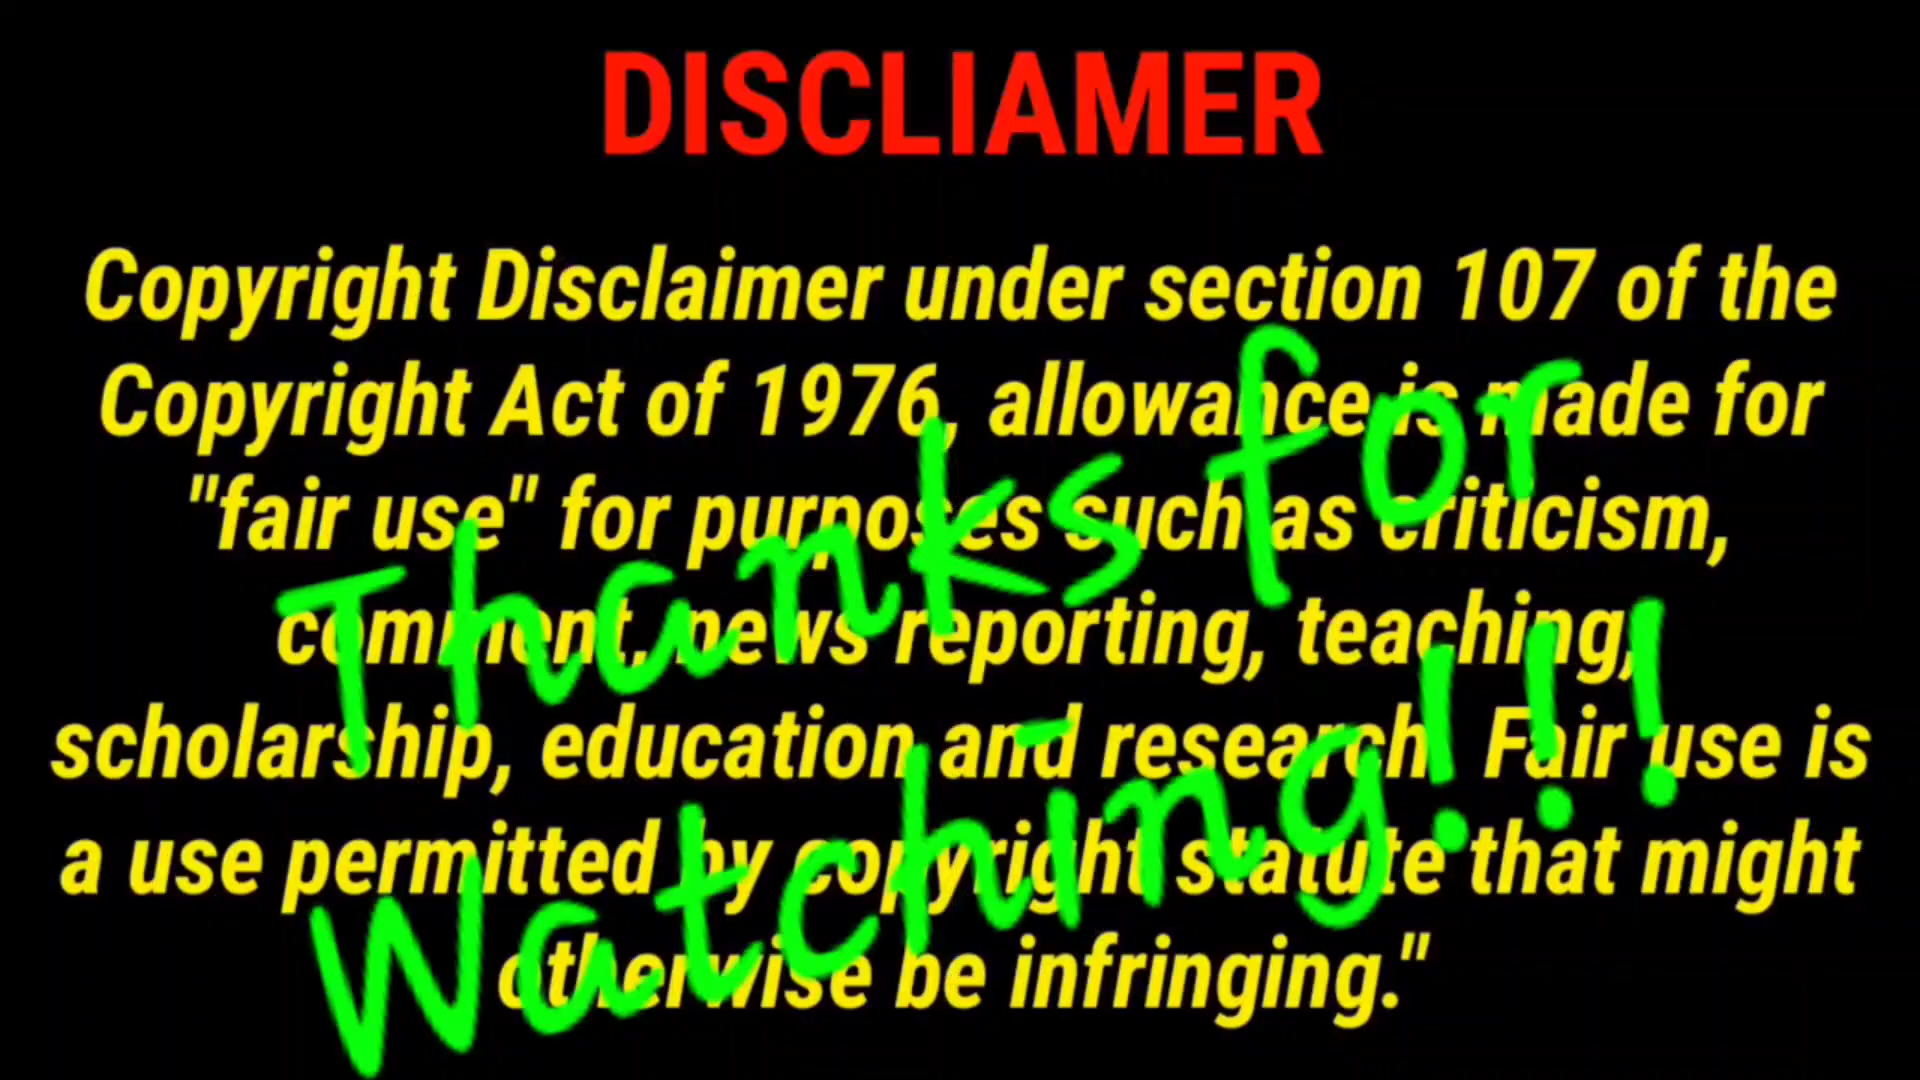 DISCLIAMER
Copyright Disclaimer under section 107 of the
Copyright Act of 1976, allowance is made for
"fair use" for purposes such as criticism,
comment, news reporting, teaching,
scholarship, education and research. Fair use is
a use permitted by copyright statute that might
otherwise be infringing."
Thanks for
Watching!!!